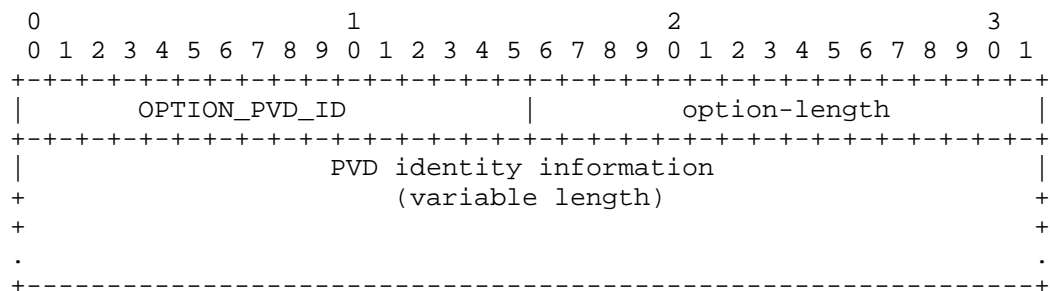 0                   1                   2                   3
 0 1 2 3 4 5 6 7 8 9 0 1 2 3 4 5 6 7 8 9 0 1 2 3 4 5 6 7 8 9 0 1
+-+-+-+-+-+-+-+-+-+-+-+-+-+-+-+-+-+-+-+-+-+-+-+-+-+-+-+-+-+-+-+-+
|       OPTION_PVD_ID           |         option-length         |
+-+-+-+-+-+-+-+-+-+-+-+-+-+-+-+-+-+-+-+-+-+-+-+-+-+-+-+-+-+-+-+-+
|                   PVD identity information                    |
+                       (variable length)                       +
+                                                               +
.                                                               .
+---------------------------------------------------------------+